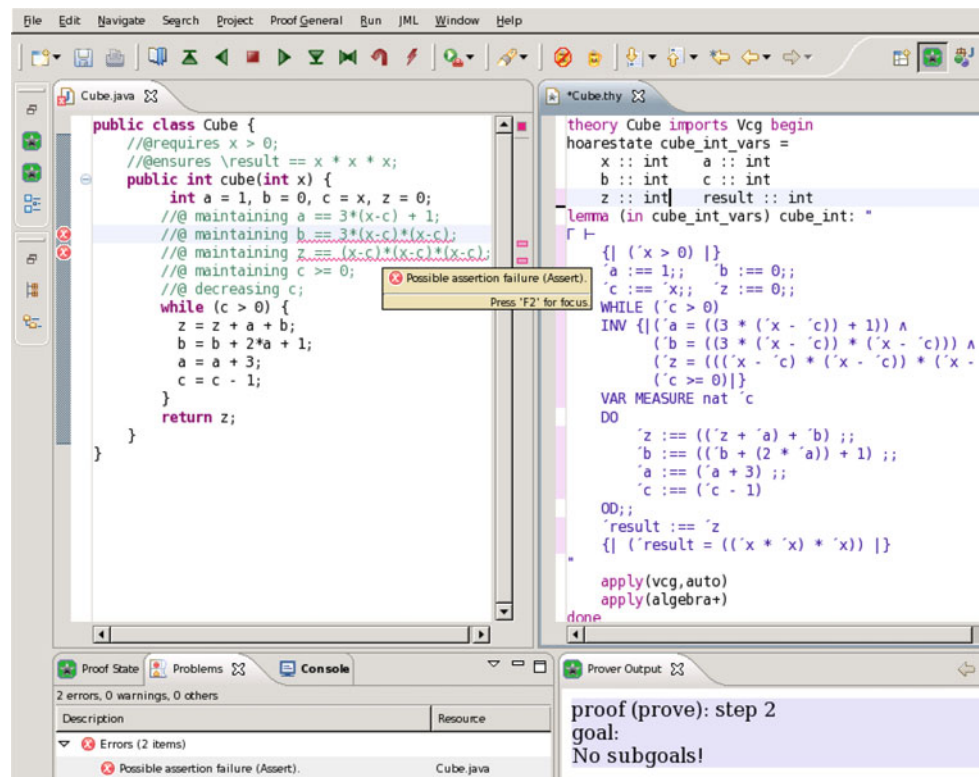 File Edit Navigate Search Project Proof General Run JML Window Help
Cube.java
public class Cube {
//@requires x > 0;
//@ensures \result == x * x * x;
public int cube(int x) {
int a = 1, b = 0, c = x, z = 0;
//@ maintaining a == 3*(x-c) + 1;
//@ maintaining b == 3*(x-c)*(x-c);
//@ maintaining z == (x-c)*(x-c)*(x-c);
//@ maintaining c >= 0;
//@ decreasing c;
while (c > 0) {
z = z + a + b;
b = b + 2*a + 1;
a = a + 3;
c = c - 1;
}
return z;
}
}
Possible assertion failure (Assert).
Press 'F2' for focus.
*Cube.thy
theory Cube imports Vcg begin
hoarestate cube_int_vars =
x :: int a :: int
b :: int c :: int
z :: int result :: int
lemma (in cube_int_vars) cube_int: "
Γ ⊢
{| (´x > 0) |}
´a :== 1;; ´b :== 0;;
´c :== ´x;; ´z :== 0;;
WHILE (´c > 0)
INV {|(´a = ((3 * (´x - ´c)) + 1)) ∧
(´b = ((3 * (´x - ´c)) * (´x - ´c))) ∧
(´z = (((´x - ´c) * (´x - ´c)) * (´x -
(´c >= 0)|}
VAR MEASURE nat ´c
DO
´z :== ((´z + ´a) + ´b) ;;
´b :== ((´b + (2 * ´a)) + 1) ;;
´a :== (´a + 3) ;;
´c :== (´c - 1)
OD;;
´result :== ´z
{| (´result = ((´x * ´x) * ´x)) |}
"
apply(vcg,auto)
apply(algebra+)
done
Proof State Problems Console
2 errors, 0 warnings, 0 others
Description Resource
Errors (2 items)
Possible assertion failure (Assert). Cube.java
Prover Output
proof (prove): step 2
goal:
No subgoals!